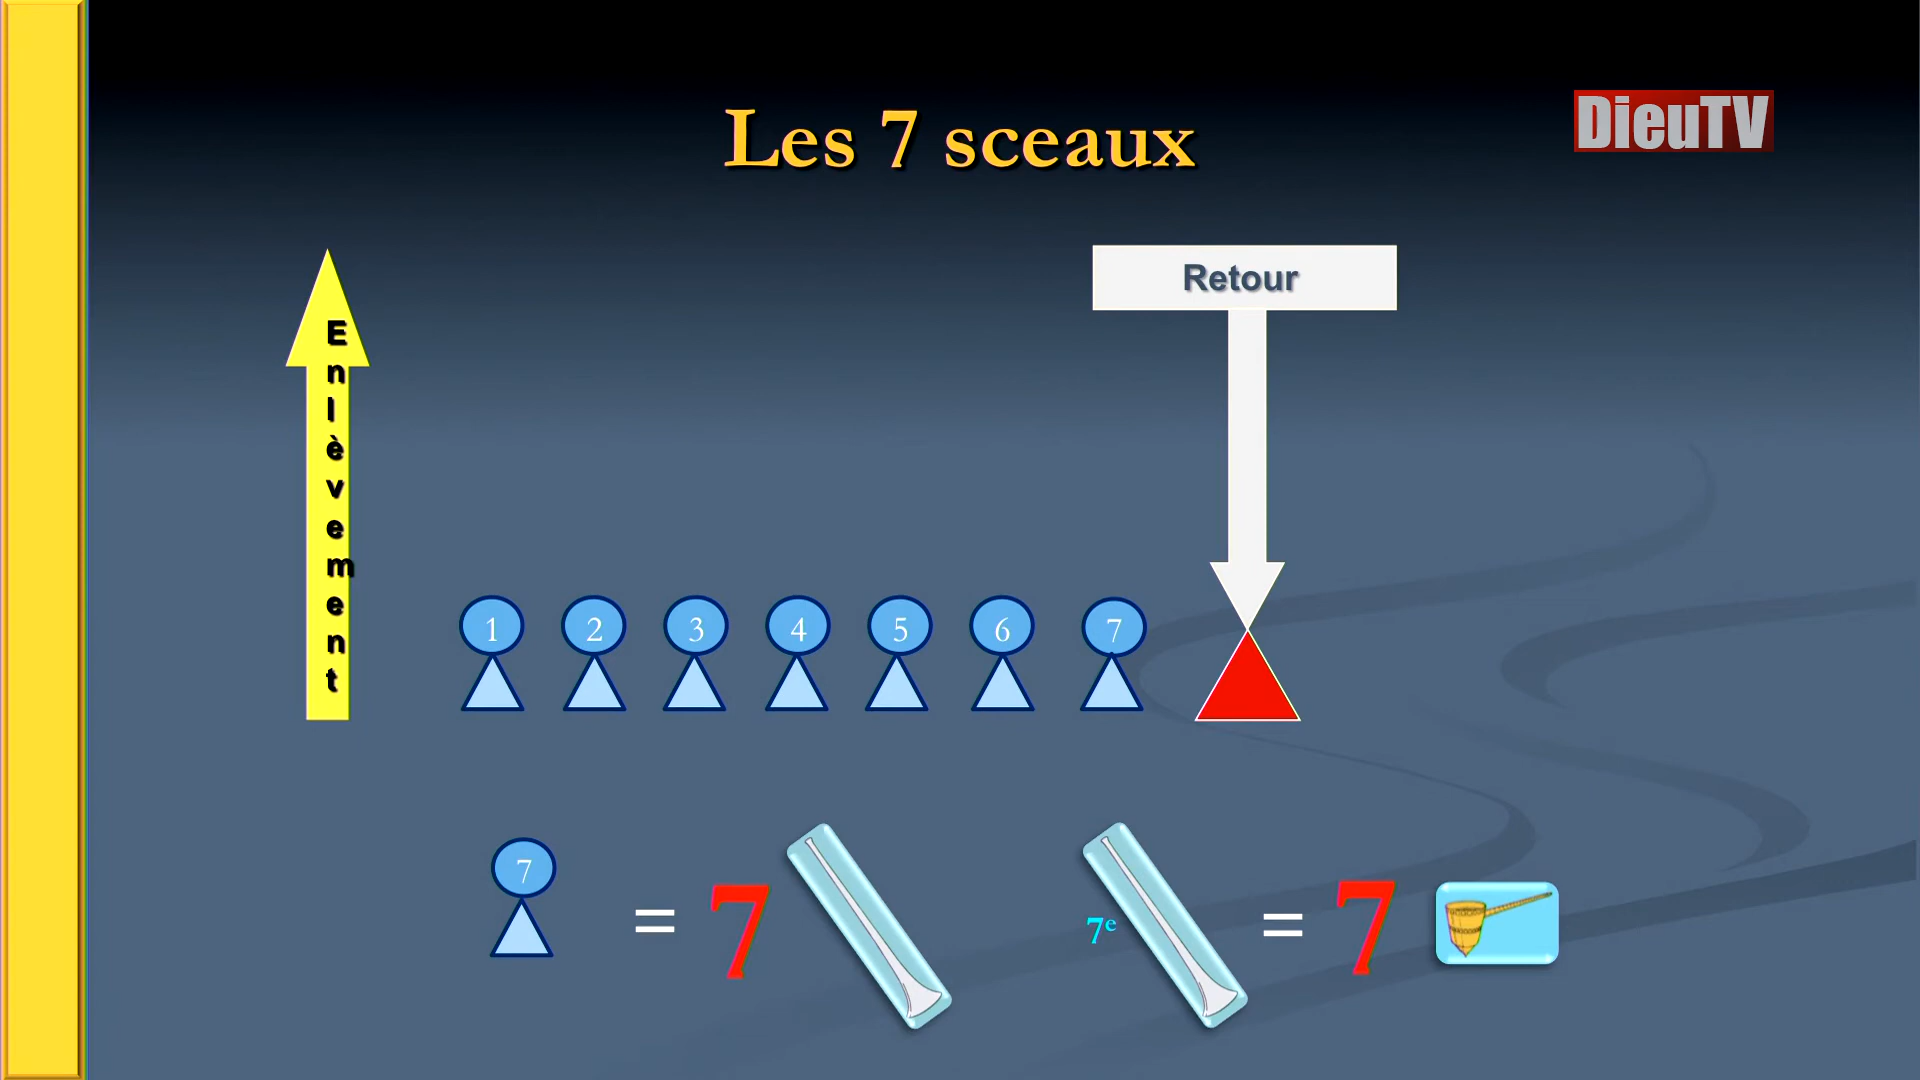 Les 7 sceaux
DieuTV
Retour
Enlèvement
1 2 3 4 5 6 7
7 = 7 7e = 7